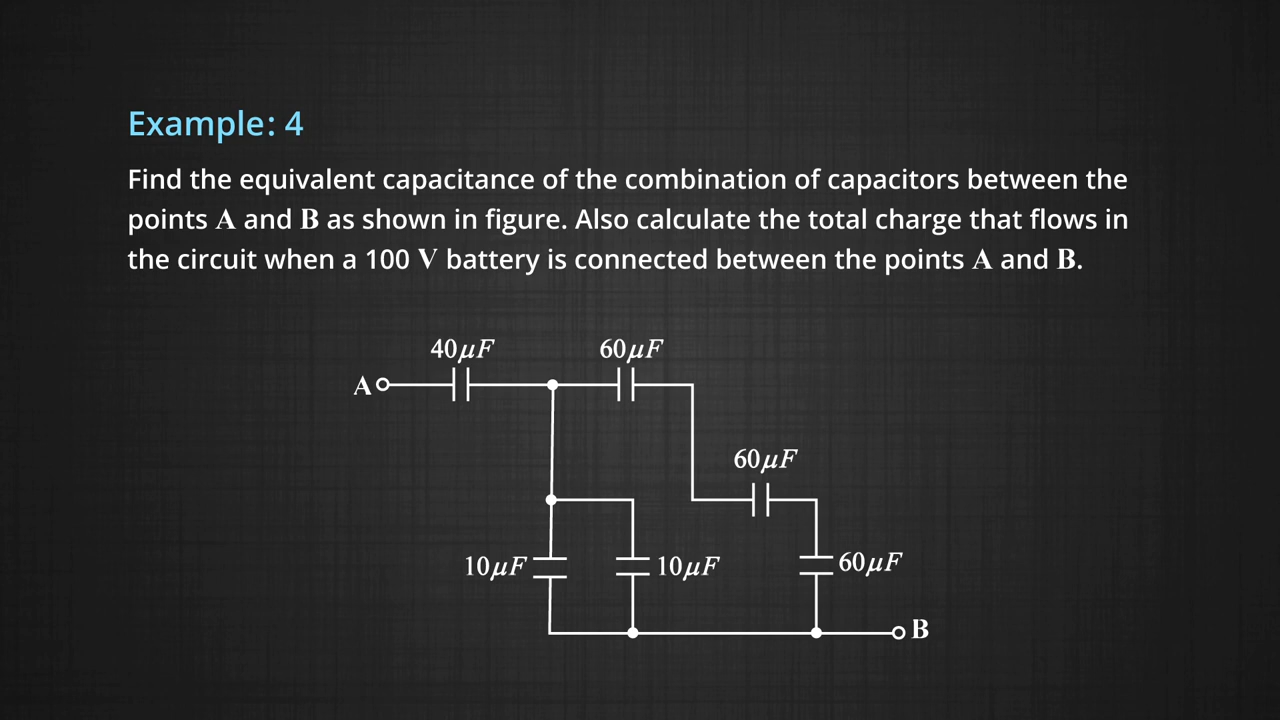 Example: 4
Find the equivalent capacitance of the combination of capacitors between the
points A and B as shown in figure. Also calculate the total charge that flows in
the circuit when a 100 V battery is connected between the points A and B.
40μF 60μF
A
60μF
10μF 10μF 60μF
B